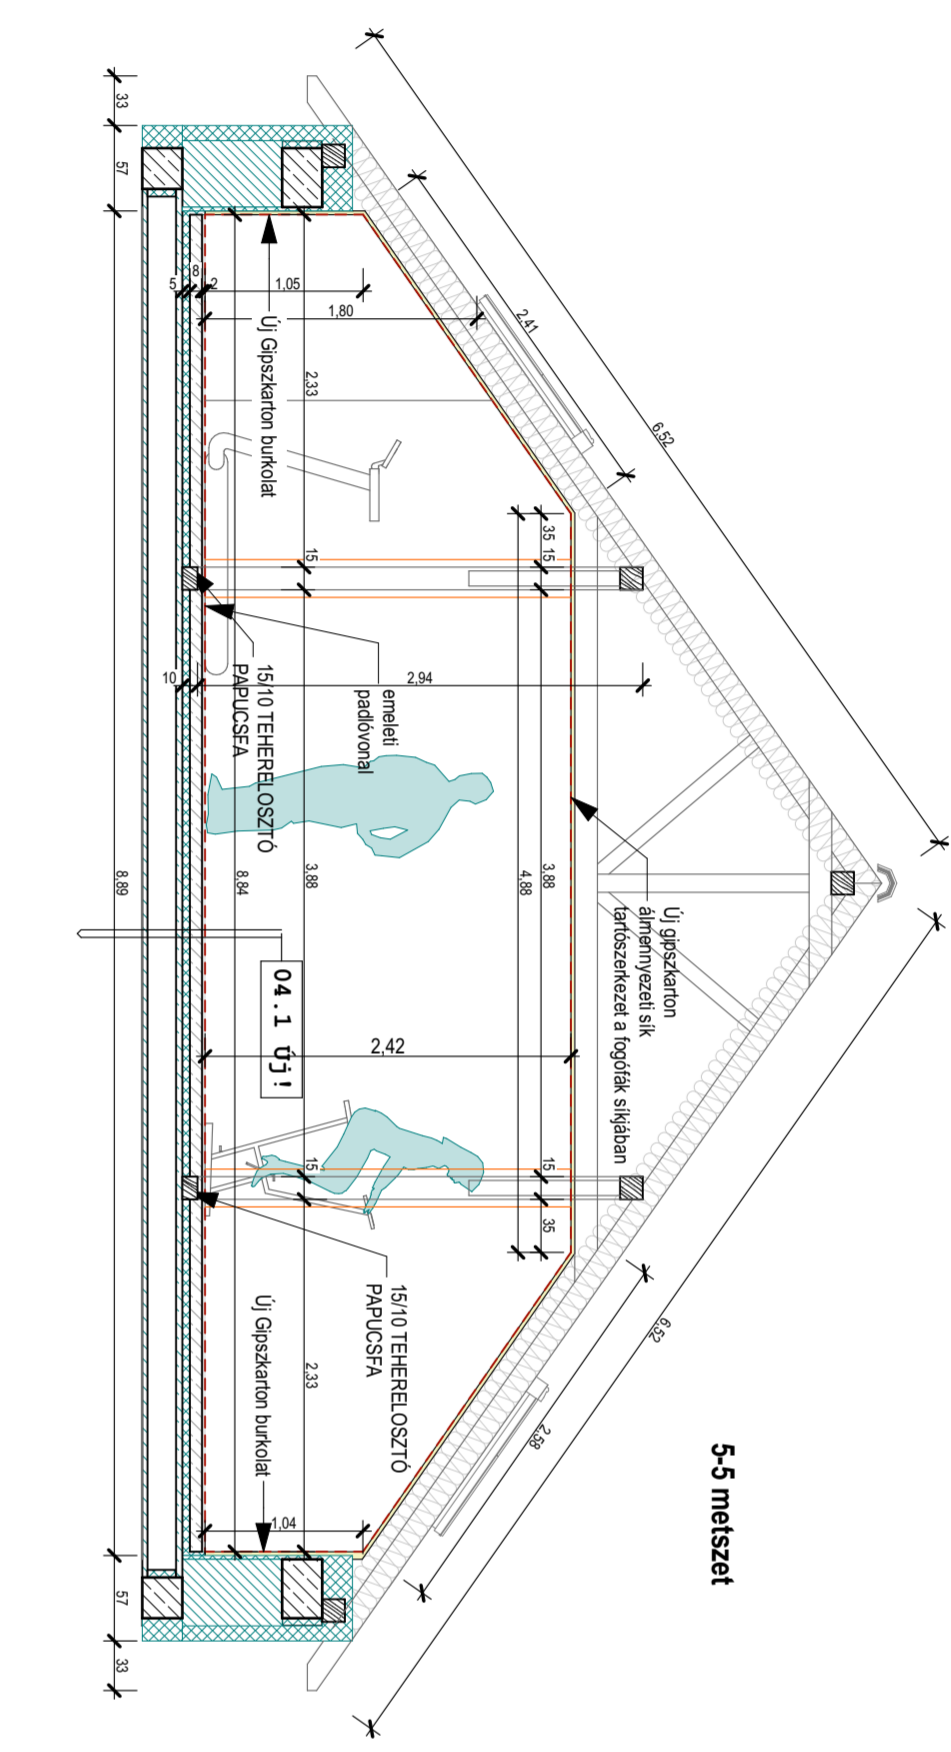 5-5 metszet
6,52
6,52
2,41
2,58
Új gipszkarton
álmennyezeti sík
tartószerkezet a fogófák síkjában
35
15
3,88
15
35
4,88
2,94
2,42
1,80
1,05
1,04
2
8
5
10
2,33
15
3,88
15
2,33
8,84
Új Gipszkarton burkolat
Új Gipszkarton burkolat
emeleti
padlóvonal
15/10 TEHERELOSZTÓ
PAPUCSFA
15/10 TEHERELOSZTÓ
PAPUCSFA
04.1 Új!
33
57
8,89
57
33